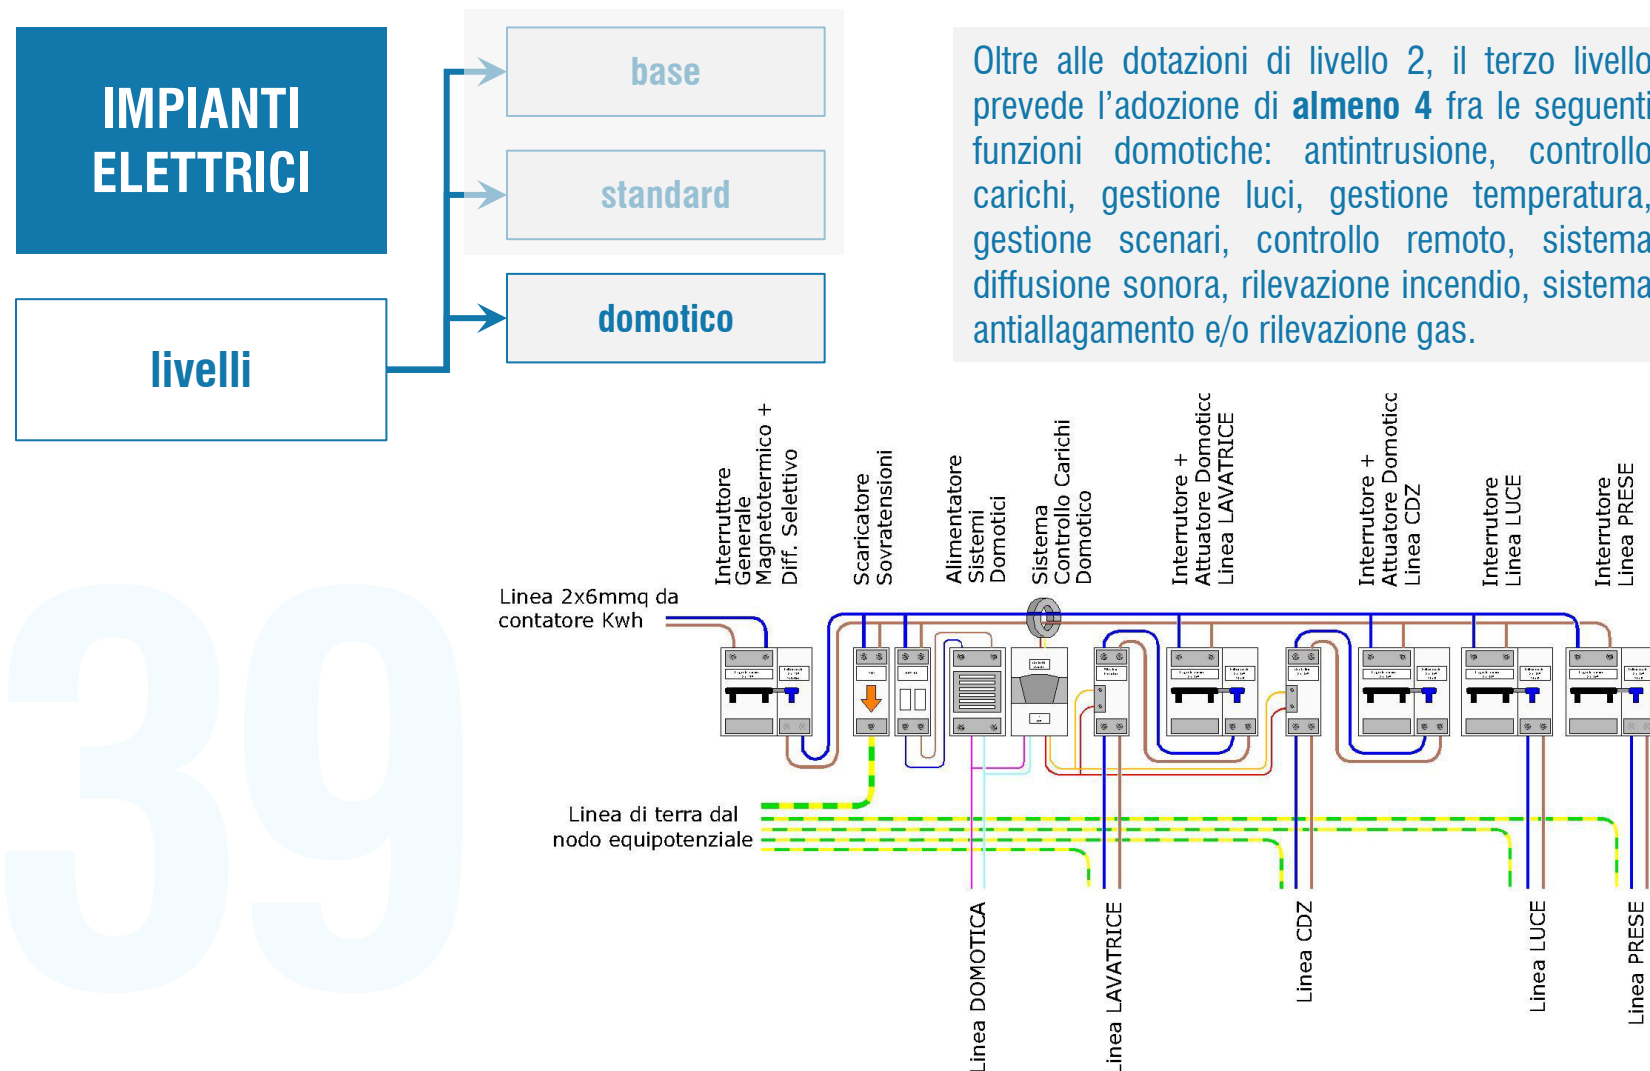 IMPIANTI
ELETTRICI
livelli
base
standard
domotico
Oltre alle dotazioni di livello 2, il terzo livello
prevede l'adozione di almeno 4 fra le seguenti
funzioni domotiche: antintrusione, controllo
carichi, gestione luci, gestione temperatura,
gestione scenari, controllo remoto, sistema
diffusione sonora, rilevazione incendio, sistema
antiallagamento e/o rilevazione gas.
39
Interruttore
Generale
Magnetotermico +
Diff. Selettivo
Scaricatore
Sovratensioni
Alimentatore
Sistemi
Domotici
Sistema
Controllo Carichi
Domotico
Interrutore +
Attuatore Domotico
Linea LAVATRICE
Interrutore +
Attuatore Domotico
Linea CDZ
Interrutore
Linea LUCE
Interrutore
Linea PRESE
Linea 2x6mmq da
contatore Kwh
Linea di terra dal
nodo equipotenziale
Linea DOMOTICA
Linea LAVATRICE
Linea CDZ
Linea LUCE
Linea PRESE